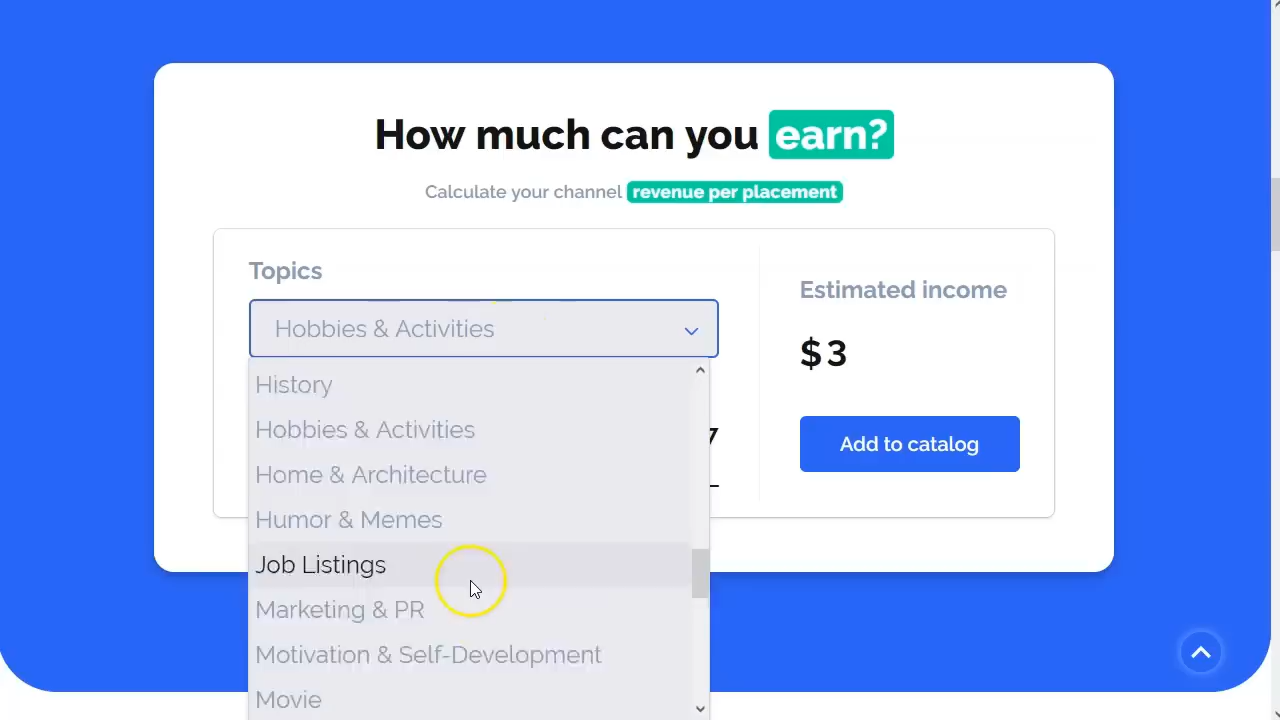 How much can you earn?
Calculate your channel revenue per placement
Topics
Hobbies & Activities
History
Hobbies & Activities
Home & Architecture
Humor & Memes
Job Listings
Marketing & PR
Motivation & Self-Development
Movie
Estimated income
$3
Add to catalog